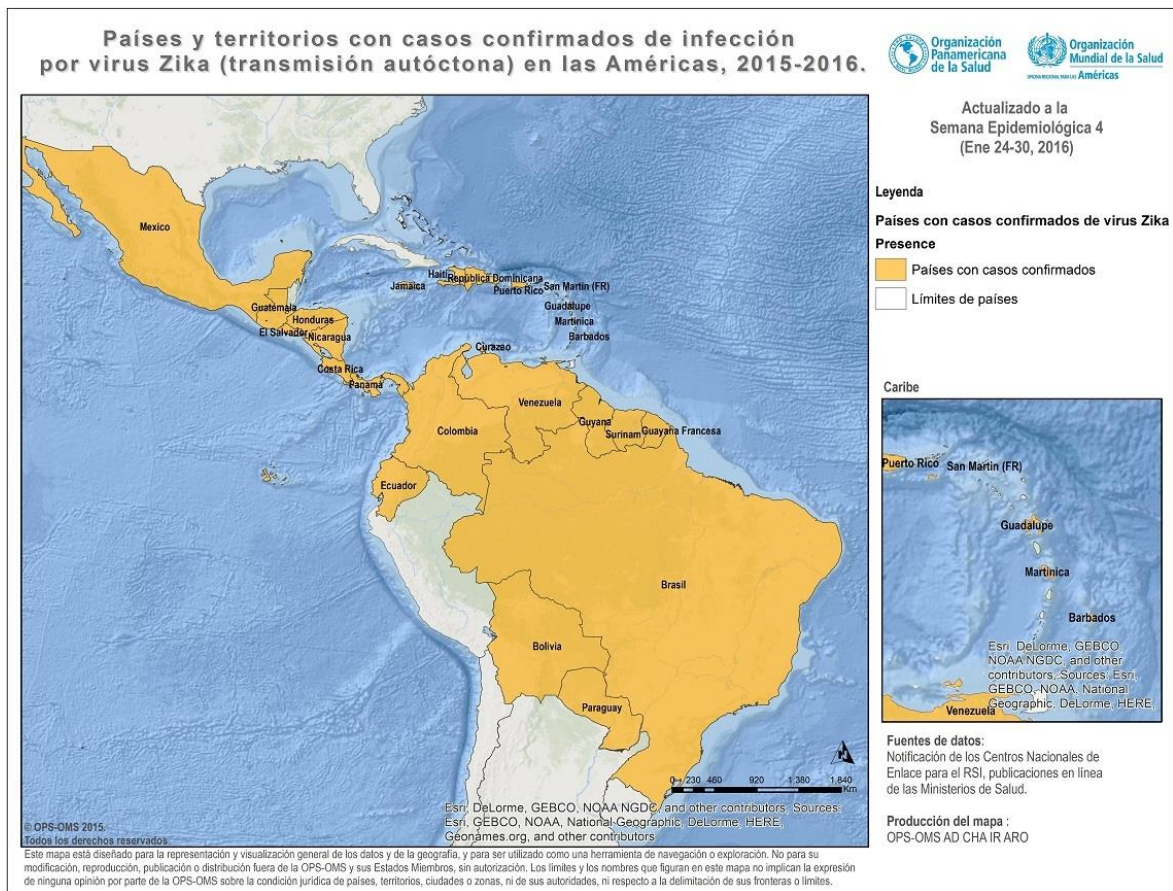 Países y territorios con casos confirmados de infección
por virus Zika (transmisión autóctona) en las Américas, 2015-2016.
Organización
Panamericana
de la Salud
Organización
Mundial de la Salud
OFICINA REGIONAL PARA LAS Américas
Actualizado a la
Semana Epidemiológica 4
(Ene 24-30, 2016)
Leyenda
Países con casos confirmados de virus Zika
Presence
Países con casos confirmados
Límites de países
Mexico
Guatemala
Honduras
El Salvador
Nicaragua
Costa Rica
Panamá
Jamaica
Haití
República Dominicana
Puerto Rico
San Martin (FR)
Guadalupe
Martinica
Barbados
Curazao
Venezuela
Colombia
Guyana
Surinam
Guayana Francesa
Ecuador
Brasil
Bolivia
Paraguay
0 230 460 920 1.380 1.840
Km
Esri, DeLorme, GEBCO, NOAA NGDC, and other contributors, Sources:
Esri, GEBCO, NOAA, National Geographic, DeLorme, HERE,
Geonames.org, and other contributors
© OPS-OMS 2015.
Todos los derechos reservados
Caribe
Puerto Rico
San Martin (FR)
Guadalupe
Martinica
Barbados
Venezuela
Esri, DeLorme, GEBCO,
NOAA NGDC, and other
contributors, Sources: Esri,
GEBCO, NOAA, National
Geographic, DeLorme, HERE,
Fuentes de datos:
Notificación de los Centros Nacionales de
Enlace para el RSI, publicaciones en línea
de las Ministerios de Salud.
Producción del mapa :
OPS-OMS AD CHA IR ARO
Este mapa está diseñado para la representación y visualización general de los datos y de la geografía, y para ser utilizado como una herramienta de navegación o exploración. No para su
modificación, reproducción, publicación o distribución fuera de la OPS-OMS y sus Estados Miembros, sin autorización. Los límites y los nombres que figuran en este mapa no implican la expresión
de ninguna opinión por parte de la OPS-OMS sobre la condición jurídica de países, territorios, ciudades o zonas, ni de sus autoridades, ni respecto a la delimitación de sus fronteras o límites.